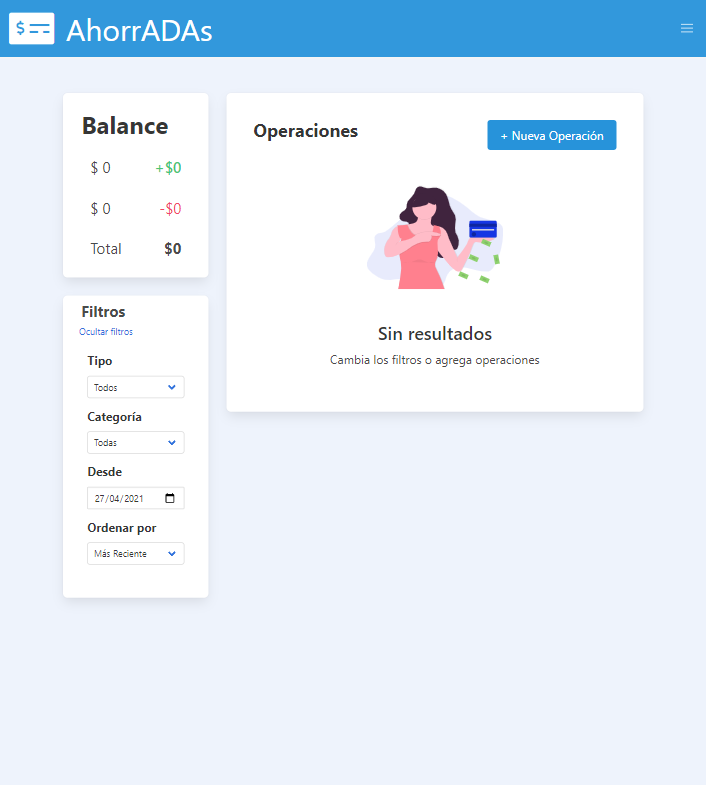 $ AhorrADAs
Balance
$ 0 +$0
$ 0 -$0
Total $0
Filtros
Ocultar filtros
Tipo
Todos
Categoría
Todas
Desde
27/04/2021
Ordenar por
Más Reciente
Operaciones
+ Nueva Operación
Sin resultados
Cambia los filtros o agrega operaciones